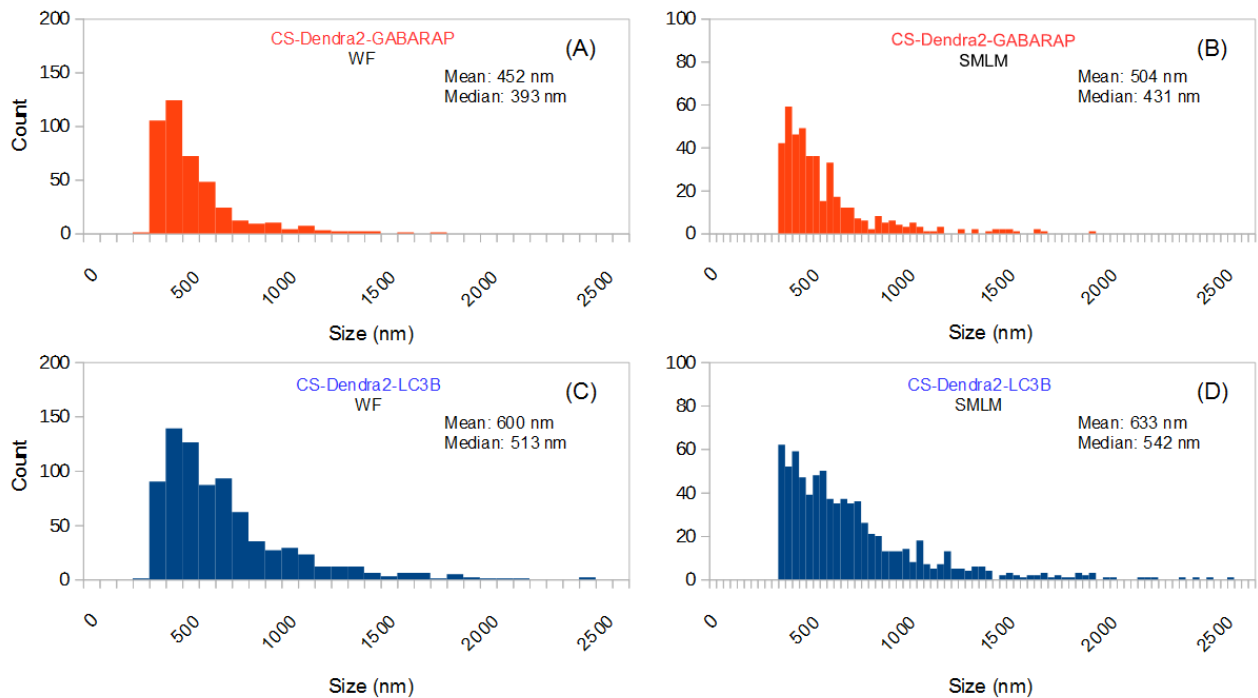 200
150
100
50
0
Count
CS-Dendra2-GABARAP
WF
(A)
Mean: 452 nm
Median: 393 nm
0
500
1000
1500
2000
2500
Size (nm)
100
80
60
40
20
0
CS-Dendra2-GABARAP
SMLM
(B)
Mean: 504 nm
Median: 431 nm
0
500
1000
1500
2000
2500
Size (nm)
200
150
100
50
0
Count
CS-Dendra2-LC3B
WF
(C)
Mean: 600 nm
Median: 513 nm
0
500
1000
1500
2000
2500
Size (nm)
100
80
60
40
20
0
CS-Dendra2-LC3B
SMLM
(D)
Mean: 633 nm
Median: 542 nm
0
500
1000
1500
2000
2500
Size (nm)